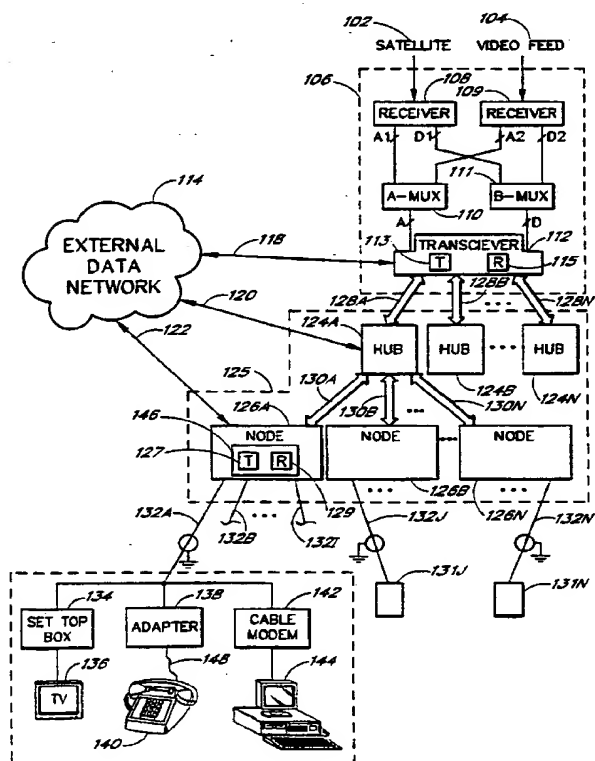 102 104
SATELLITE VIDEO FEED
106 108 109
RECEIVER RECEIVER
A1 D1 A2 D2
111
A-MUX B-MUX
110
A D
114
EXTERNAL
DATA
NETWORK
118
TRANSCIEVER 112
113 T R 115
120
128A 128B 128N
122
124A
HUB HUB HUB
124B 124N
125
130A 130B 130N
126A
146
NODE NODE NODE
127 T R 129
126B 126N
132A 132B 132I 132J 132N
131J 131N
134 138 142
SET TOP
BOX
ADAPTER
CABLE
MODEM
136 148 144
TV
140